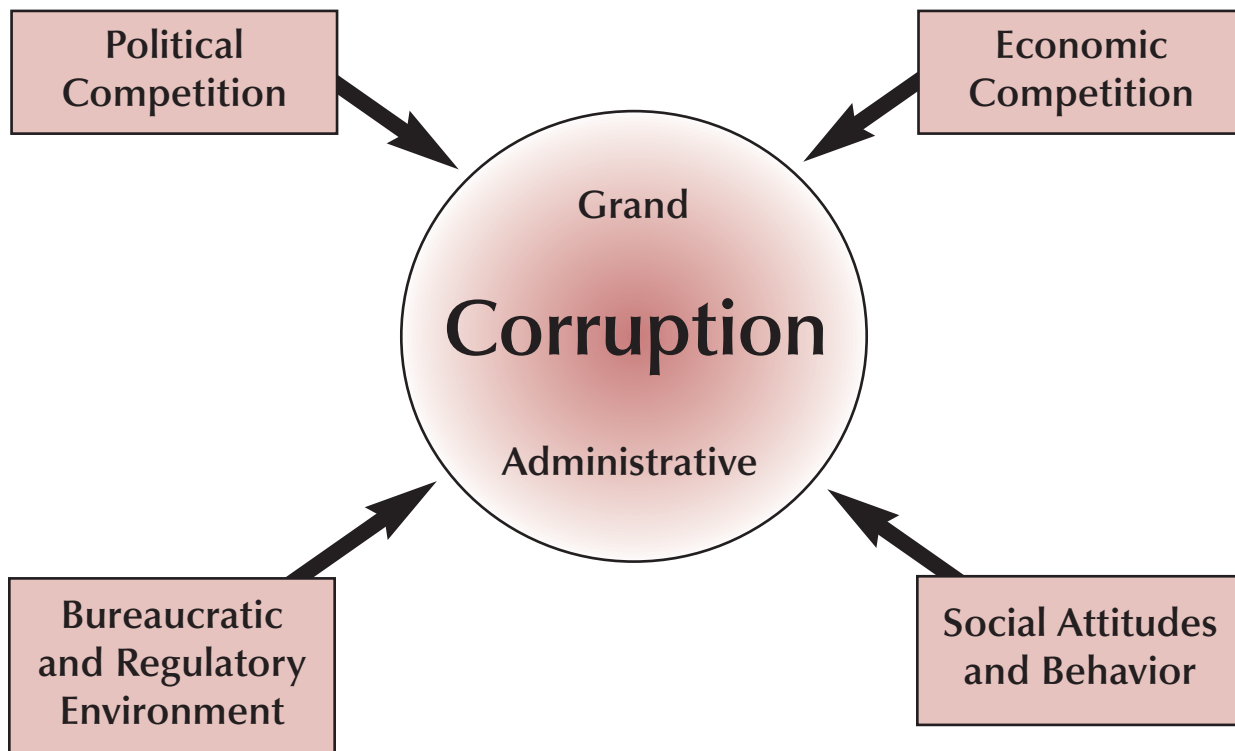 Political
Competition
Economic
Competition
Grand
Corruption
Administrative
Bureaucratic
and Regulatory
Environment
Social Attitudes
and Behavior